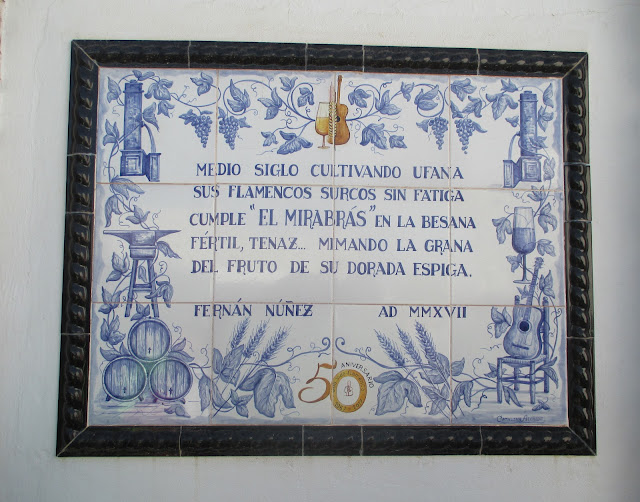 MEDIO SIGLO CULTIVANDO UFANA
SUS FLAMENCOS SURCOS SIN FATIGA
CUMPLE "EL MIRABRÁS" EN LA BESANA
FÉRTIL, TENAZ... MIMANDO LA GRANA
DEL FRUTO DE SU DORADA ESPIGA.
FERNÁN NÚÑEZ AD MMXVII
50 ANIVERSARIO